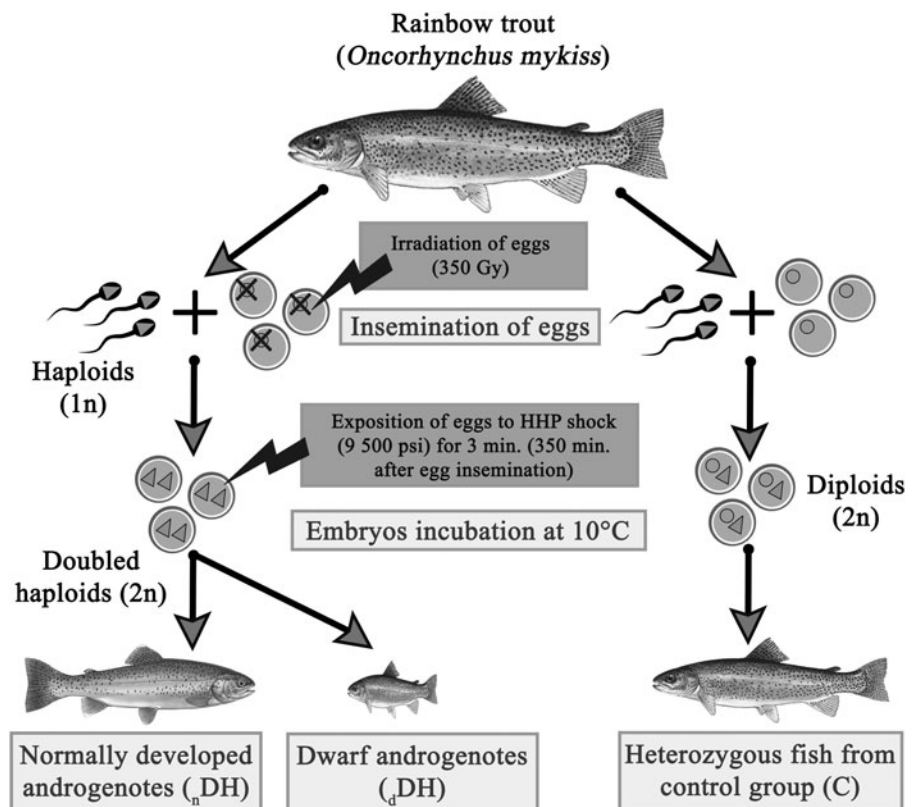 Rainbow trout
(Oncorhynchus mykiss)
Irradiation of eggs
(350 Gy)
Insemination of eggs
Haploids
(1n)
Exposition of eggs to HHP shock
(9 500 psi) for 3 min. (350 min.
after egg insemination)
Embryos incubation at 10°C
Diploids
(2n)
Doubled
haploids (2n)
Normally developed
androgenotes (nDH)
Dwarf androgenotes
(dDH)
Heterozygous fish from
control group (C)